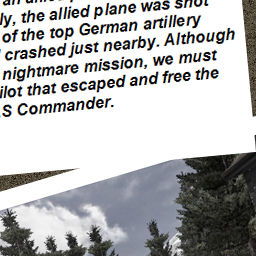 ly, the allied plane was shot
of the top German artillery
crashed just nearby. Although
nightmare mission, we must
ilot that escaped and free the
S Commander.